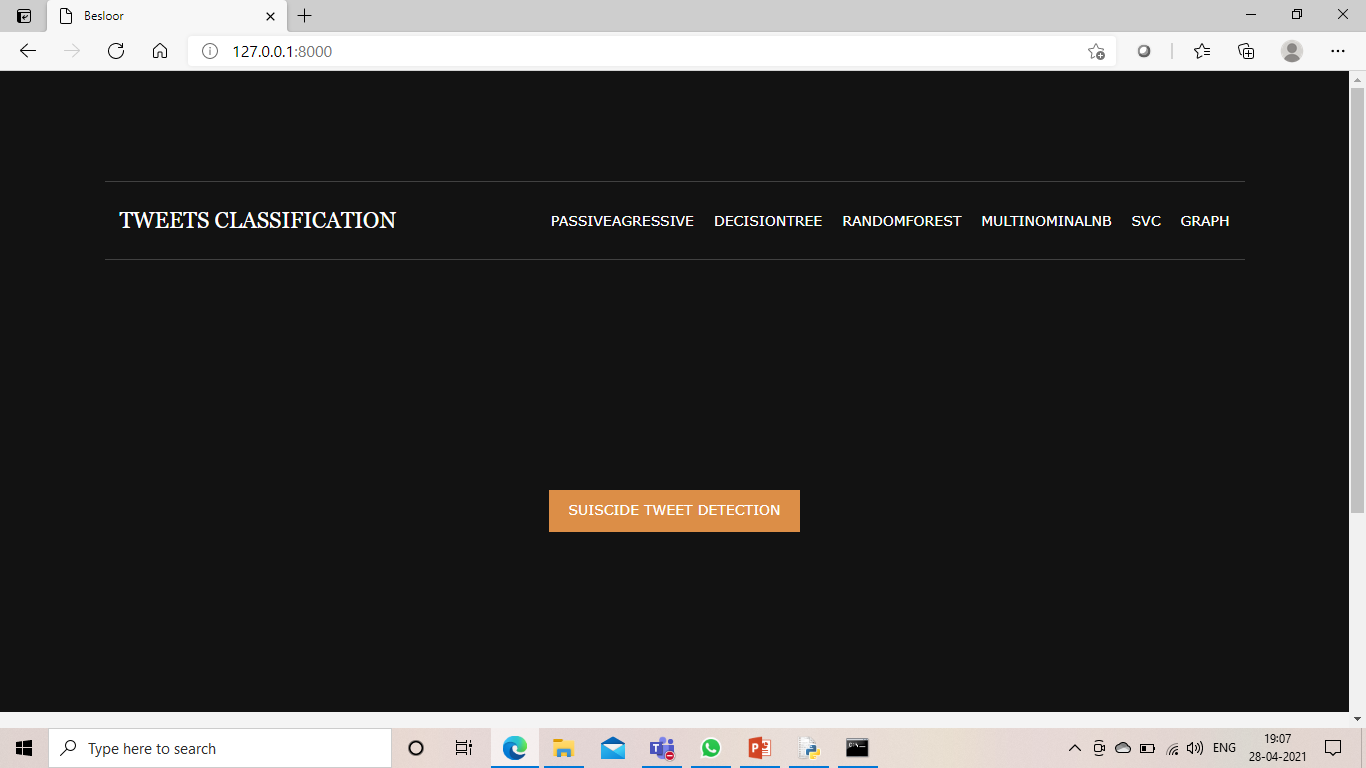 Besloor
127.0.0.1:8000
TWEETS CLASSIFICATION PASSIVEAGRESSIVE DECISIONTREE RANDOMFOREST MULTINOMINALNB SVC GRAPH
SUISCIDE TWEET DETECTION
Type here to search
ENG
19:07
28-04-2021